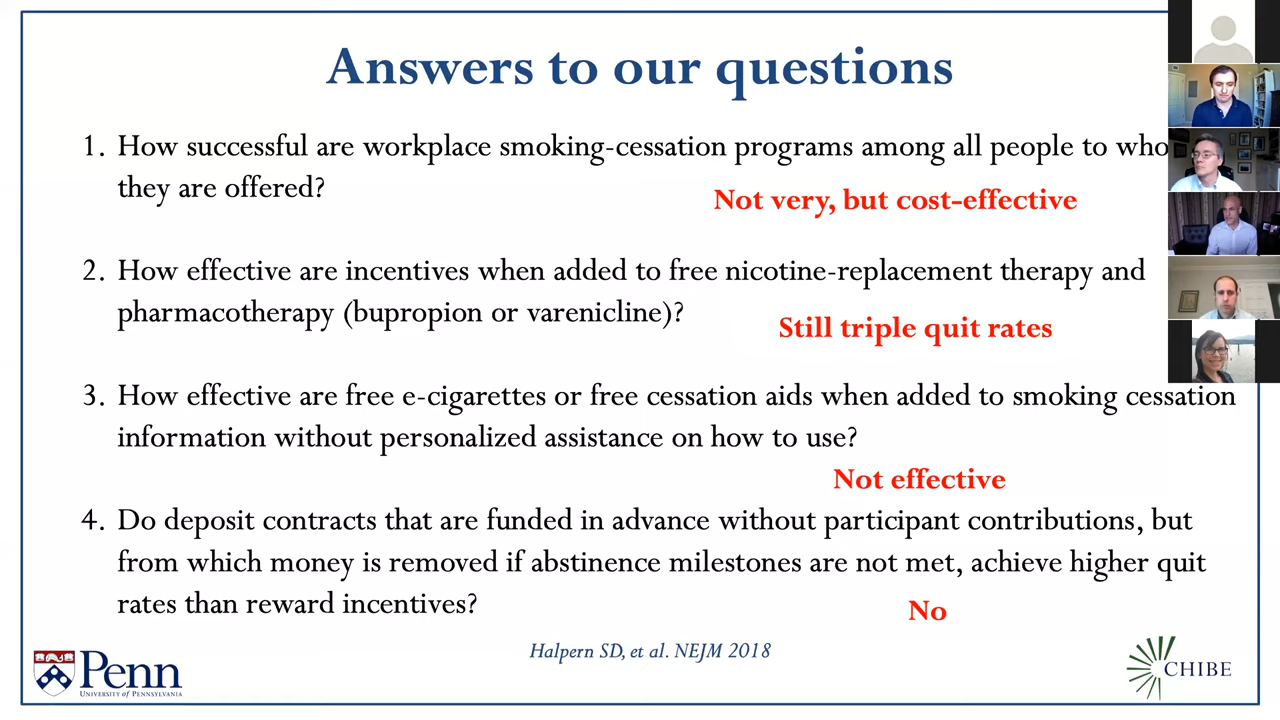 Answers to our questions
1. How successful are workplace smoking-cessation programs among all people to who
they are offered?
Not very, but cost-effective
2. How effective are incentives when added to free nicotine-replacement therapy and
pharmacotherapy (bupropion or varenicline)?
Still triple quit rates
3. How effective are free e-cigarettes or free cessation aids when added to smoking cessation
information without personalized assistance on how to use?
Not effective
4. Do deposit contracts that are funded in advance without participant contributions, but
from which money is removed if abstinence milestones are not met, achieve higher quit
rates than reward incentives?
No
Halpern SD, et al. NEJM 2018
Penn
UNIVERSITY of PENNSYLVANIA
CHIBE